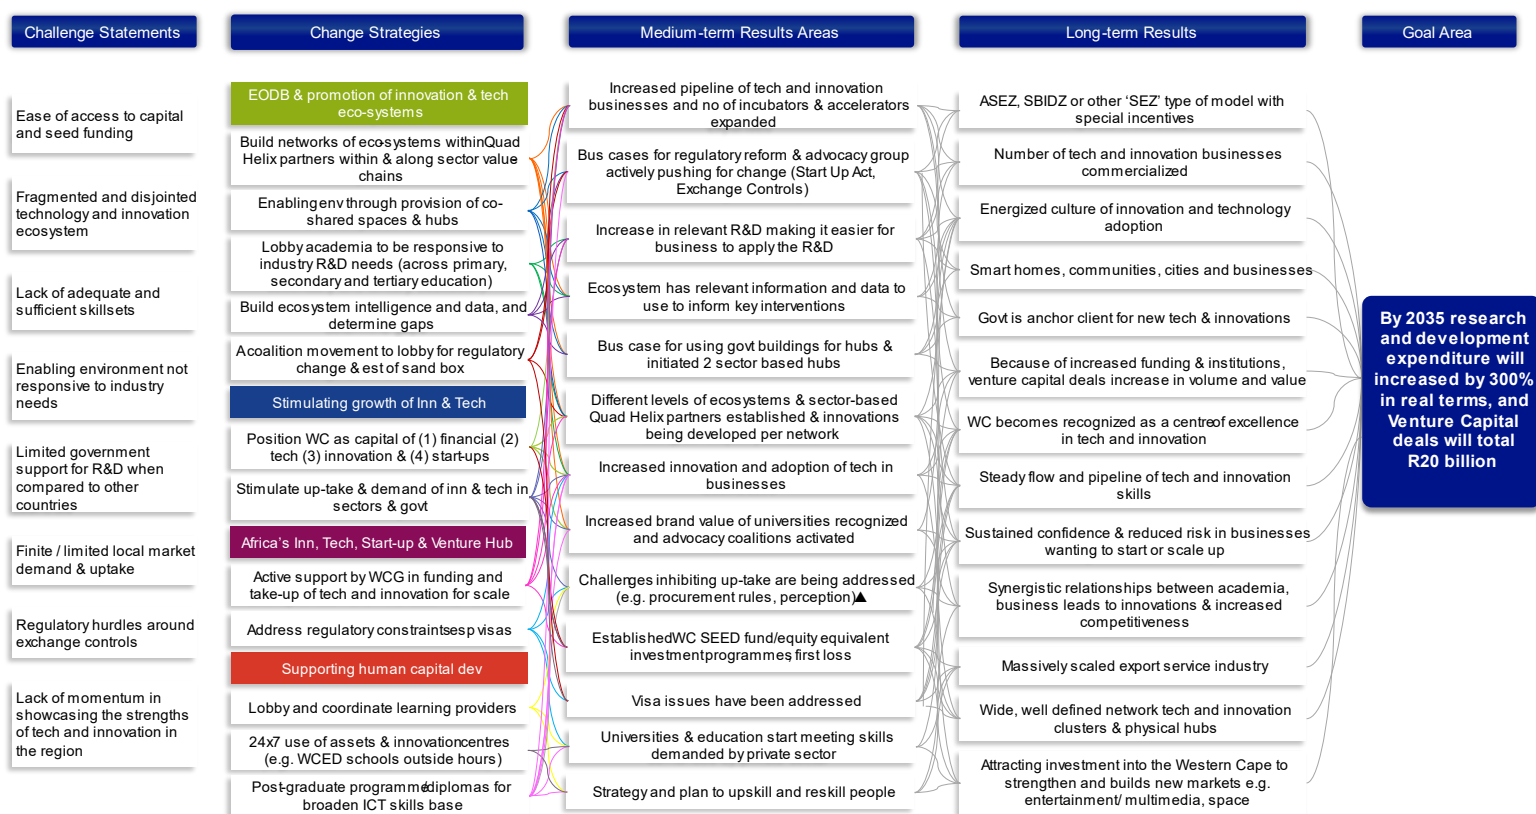 Challenge Statements
Change Strategies
Medium-term Results Areas
Long-term Results
Goal Area
Ease of access to capital
and seed funding
Fragmented and disjointed
technology and innovation
ecosystem
Lack of adequate and
sufficient skillsets
Enabling environment not
responsive to industry
needs
Limited government
support for R&D when
compared to other
countries
Finite / limited local market
demand & uptake
Regulatory hurdles around
exchange controls
Lack of momentum in
showcasing the strengths
of tech and innovation in
the region
EODB & promotion of innovation & tech
eco-systems
Build networks of eco-systems within Quad
Helix partners within & along sector value
chains
Enabling env through provision of co-
shared spaces & hubs
Lobby academia to be responsive to
industry R&D needs (across primary,
secondary and tertiary education)
Build ecosystem intelligence and data, and
determine gaps
A coalition movement to lobby for regulatory
change & est of sand box
Stimulating growth of Inn & Tech
Position WC as capital of (1) financial (2)
tech (3) innovation & (4) start-ups
Stimulate up-take & demand of inn & tech in
sectors & govt
Africa's Inn, Tech, Start-up & Venture Hub
Active support by WCG in funding and
take-up of tech and innovation for scale
Address regulatory constraints esp visas
Supporting human capital dev
Lobby and coordinate learning providers
24x7 use of assets & innovation centres
(e.g. WCED schools outside hours)
Post-graduate programme/diplomas for
broaden ICT skills base
Increased pipeline of tech and innovation
businesses and no of incubators & accelerators
expanded
Bus cases for regulatory reform & advocacy group
actively pushing for change (Start Up Act,
Exchange Controls)
Increase in relevant R&D making it easier for
business to apply the R&D
Ecosystem has relevant information and data to
use to inform key interventions
Bus case for using govt buildings for hubs &
initiated 2 sector based hubs
Different levels of ecosystems & sector-based
Quad Helix partners established & innovations
being developed per network
Increased innovation and adoption of tech in
businesses
Increased brand value of universities recognized
and advocacy coalitions activated
Challenges inhibiting up-take are being addressed
(e.g. procurement rules, perception)▲
Established WC SEED fund/equity equivalent
investment programmes, first loss
Visa issues have been addressed
Universities & education start meeting skills
demanded by private sector
Strategy and plan to upskill and reskill people
ASEZ, SBIDZ or other ‘SEZ’ type of model with
special incentives
Number of tech and innovation businesses
commercialized
Energized culture of innovation and technology
adoption
Smart homes, communities, cities and businesses
Govt is anchor client for new tech & innovations
Because of increased funding & institutions,
venture capital deals increase in volume and value
WC becomes recognized as a centre of excellence
in tech and innovation
Steady flow and pipeline of tech and innovation
skills
Sustained confidence & reduced risk in businesses
wanting to start or scale up
Synergistic relationships between academia,
business leads to innovations & increased
competitiveness
Massively scaled export service industry
Wide, well defined network tech and innovation
clusters & physical hubs
Attracting investment into the Western Cape to
strengthen and builds new markets e.g.
entertainment/ multimedia, space
By 2035 research
and development
expenditure will
increased by 300%
in real terms, and
Venture Capital
deals will total
R20 billion